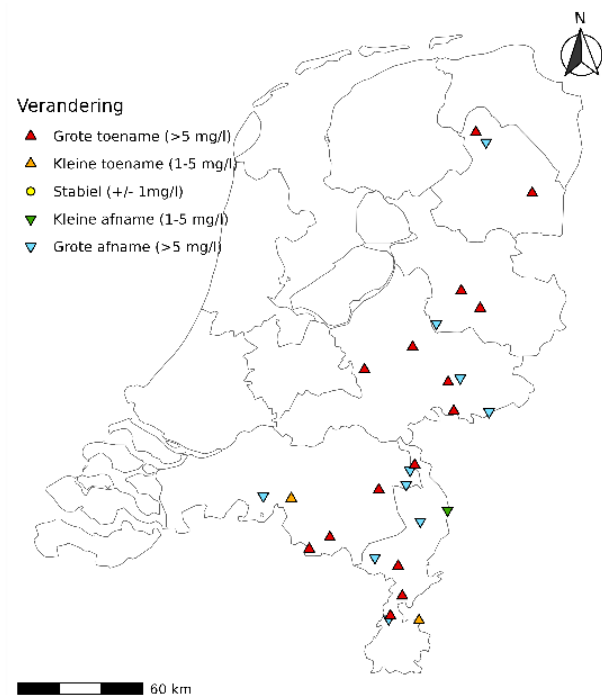 N
Verandering
Grote toename (>5 mg/l)
Kleine toename (1-5 mg/l)
Stabiel (+/- 1mg/l)
Kleine afname (1-5 mg/l)
Grote afname (>5 mg/l)
60 km